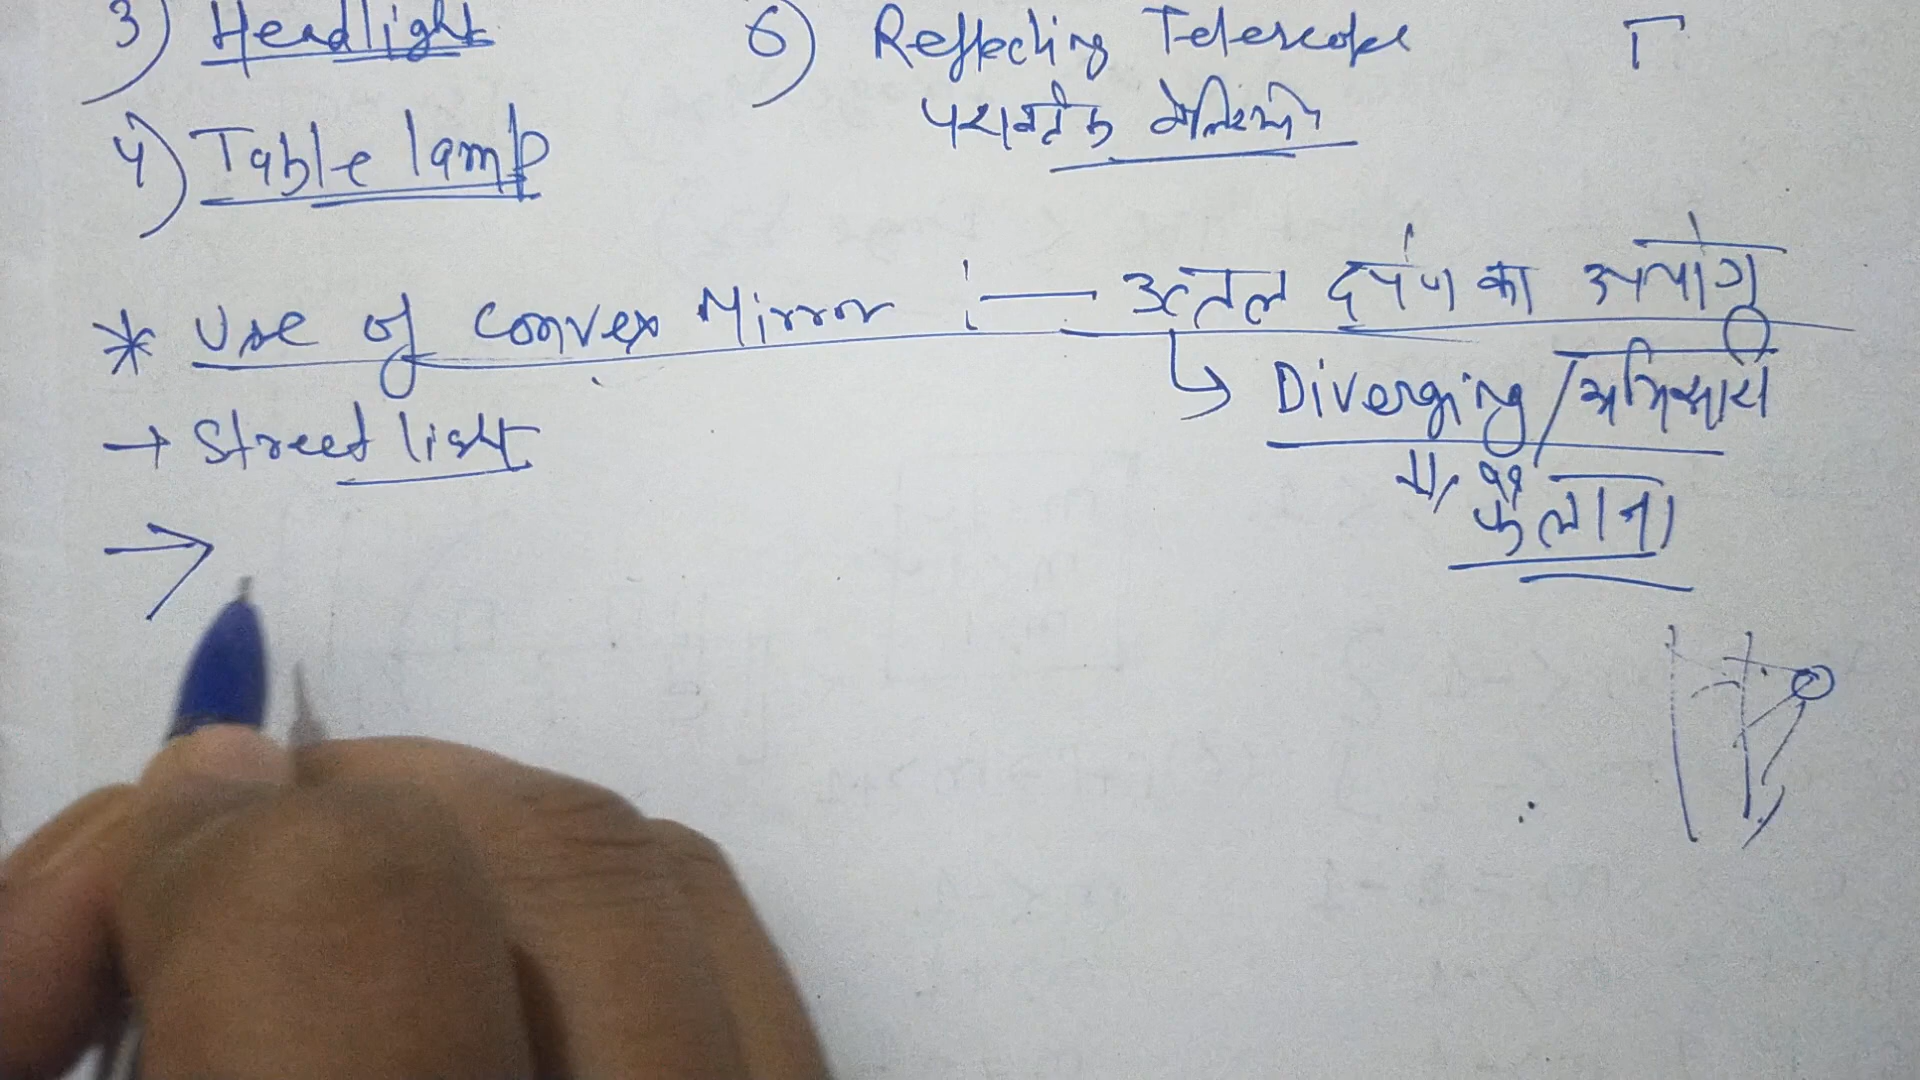 3) Headlight
6) Reflecting Telescope
4) Table lamp
* Use of convex Mirror :— उत्तल दर्पण का उपयोग
Diverging/
→ Street light
फैलाना
→